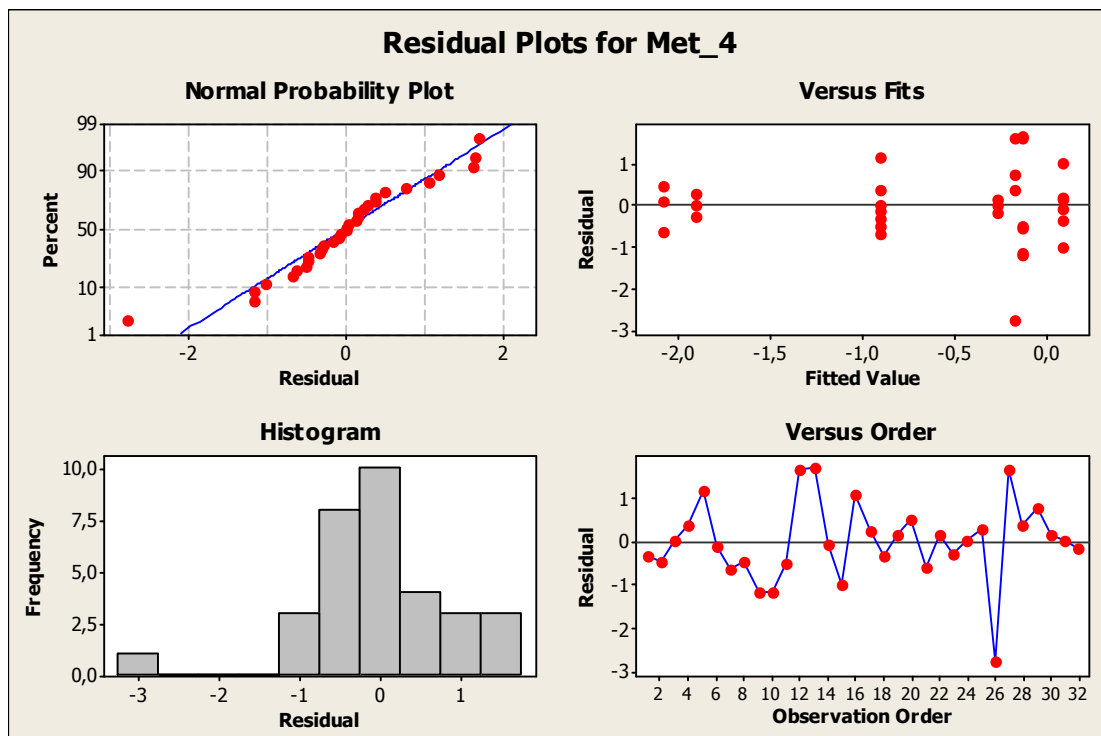 Residual Plots for Met_4
Normal Probability Plot
Percent
99
90
50
10
1
-2
0
2
Residual
Versus Fits
Residual
1
0
-1
-2
-3
-2,0
-1,5
-1,0
-0,5
0,0
Fitted Value
Histogram
Frequency
10,0
7,5
5,0
2,5
0,0
-3
-2
-1
0
1
Residual
Versus Order
Residual
1
0
-1
-2
-3
2 4 6 8 10 12 14 16 18 20 22 24 26 28 30 32
Observation Order